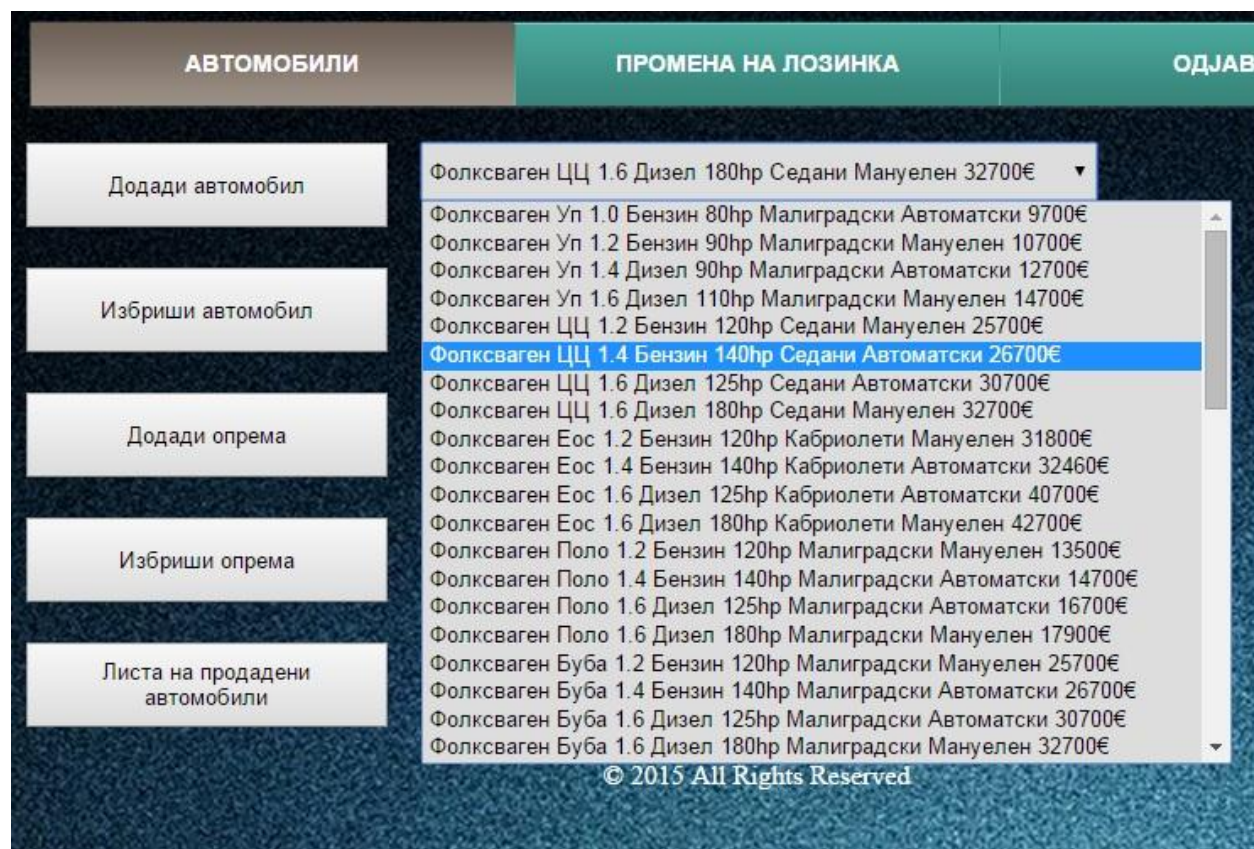 АВТОМОБИЛИ
ПРОМЕНА НА ЛОЗИНКА
ОДЈАВ
Додади автомобил
Избриши автомобил
Додади опрема
Избриши опрема
Листа на продадени
автомобили
Фолксваген ЦЦ 1.6 Дизел 180hp Седани Мануелен 32700€
Фолксваген Уп 1.0 Бензин 80hp Малиградски Автоматски 9700€
Фолксваген Уп 1.2 Бензин 90hp Малиградски Мануелен 10700€
Фолксваген Уп 1.4 Дизел 90hp Малиградски Автоматски 12700€
Фолксваген Уп 1.6 Дизел 110hp Малиградски Мануелен 14700€
Фолксваген ЦЦ 1.2 Бензин 120hp Седани Мануелен 25700€
Фолксваген ЦЦ 1.4 Бензин 140hp Седани Автоматски 26700€
Фолксваген ЦЦ 1.6 Дизел 125hp Седани Автоматски 30700€
Фолксваген ЦЦ 1.6 Дизел 180hp Седани Мануелен 32700€
Фолксваген Еос 1.2 Бензин 120hp Кабриолети Мануелен 31800€
Фолксваген Еос 1.4 Бензин 140hp Кабриолети Автоматски 32460€
Фолксваген Еос 1.6 Дизел 125hp Кабриолети Автоматски 40700€
Фолксваген Еос 1.6 Дизел 180hp Кабриолети Мануелен 42700€
Фолксваген Поло 1.2 Бензин 120hp Малиградски Мануелен 13500€
Фолксваген Поло 1.4 Бензин 140hp Малиградски Автоматски 14700€
Фолксваген Поло 1.6 Дизел 125hp Малиградски Автоматски 16700€
Фолксваген Поло 1.6 Дизел 180hp Малиградски Мануелен 17900€
Фолксваген Буба 1.2 Бензин 120hp Малиградски Мануелен 25700€
Фолксваген Буба 1.4 Бензин 140hp Малиградски Автоматски 26700€
Фолксваген Буба 1.6 Дизел 125hp Малиградски Автоматски 30700€
Фолксваген Буба 1.6 Дизел 180hp Малиградски Мануелен 32700€
© 2015 All Rights Reserved